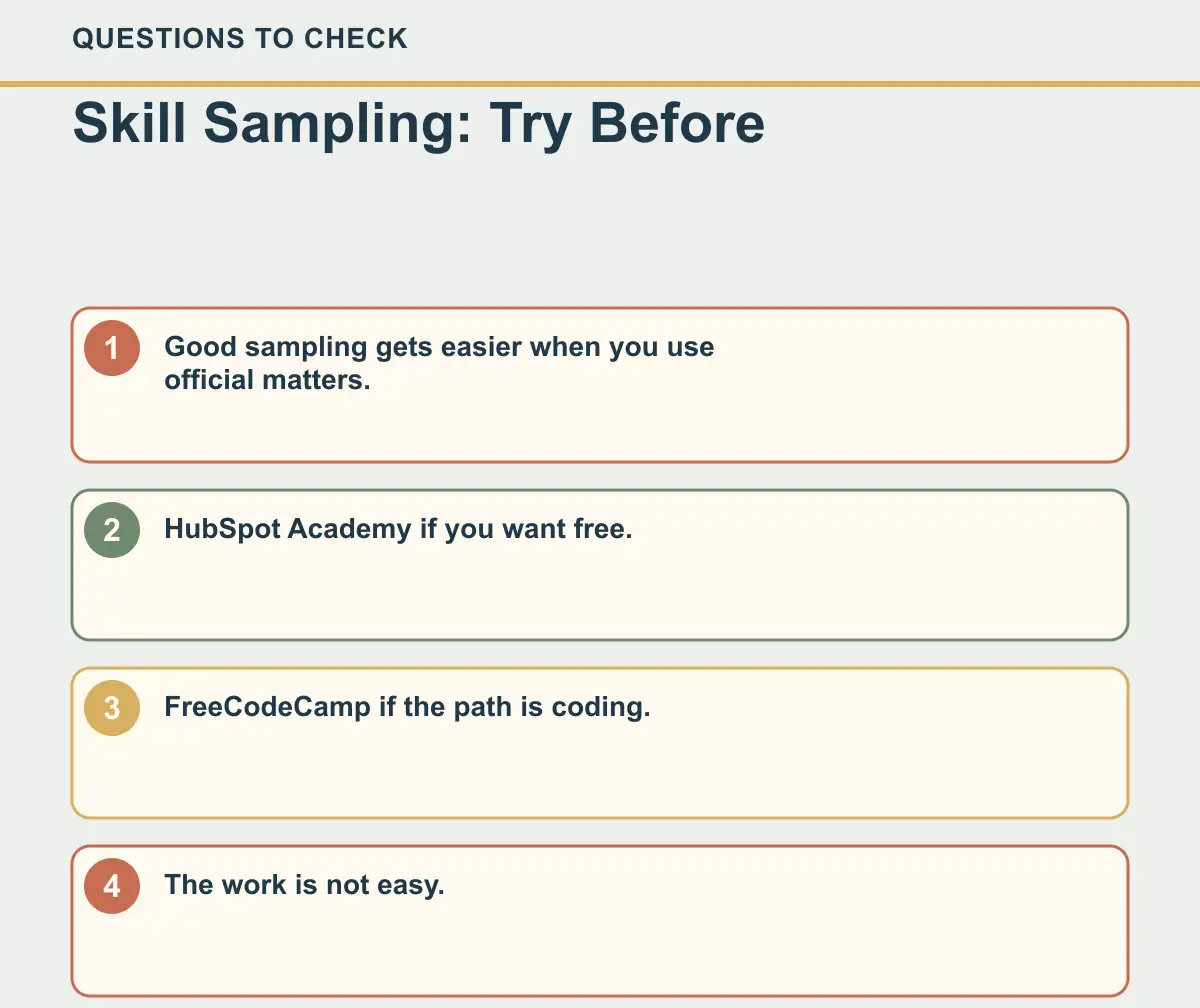 QUESTIONS TO CHECK
Skill Sampling: Try Before
1
Good sampling gets easier when you use
official matters.
2
HubSpot Academy if you want free.
3
FreeCodeCamp if the path is coding.
4
The work is not easy.